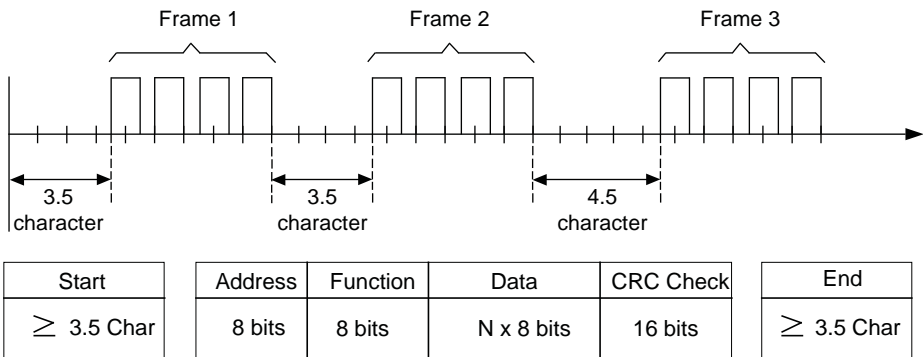 Frame 1 Frame 2 Frame 3
3.5 character 3.5 character 4.5 character
Start Address Function Data CRC Check End
≥ 3.5 Char 8 bits 8 bits N x 8 bits 16 bits ≥ 3.5 Char